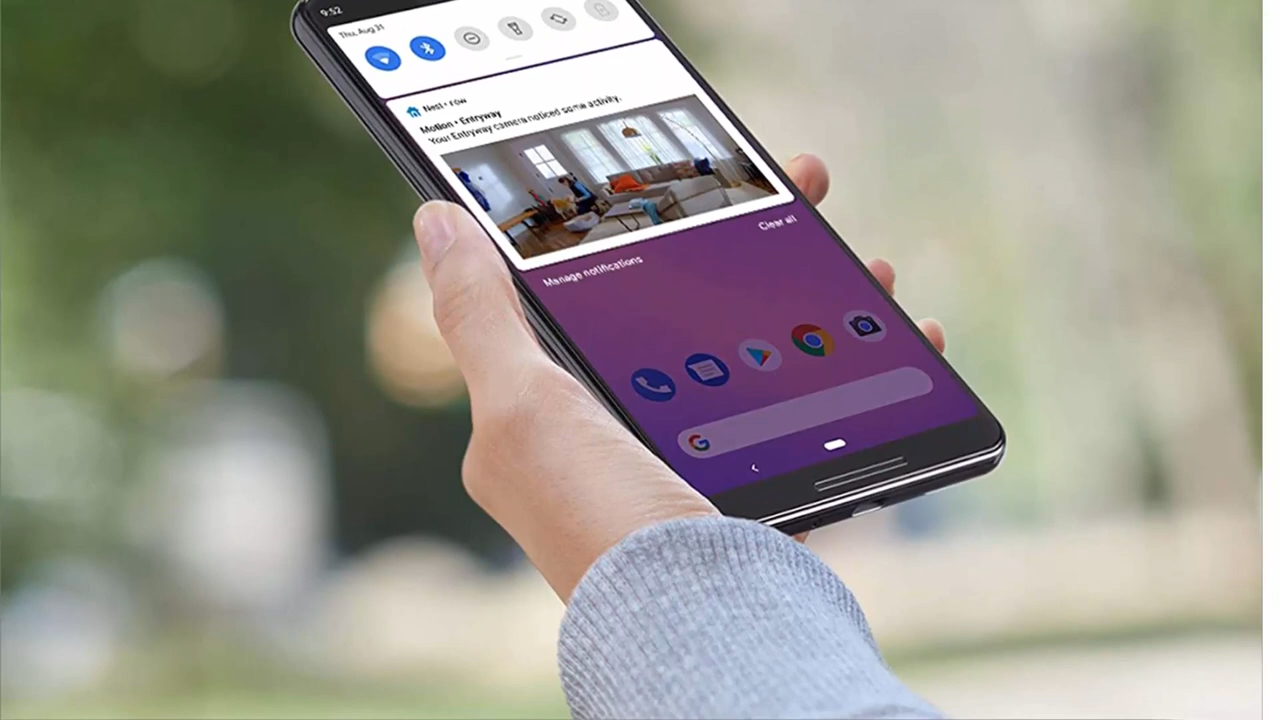 9:52
Thu, Aug 31
Nest • now
Motion • Entryway
Your Entryway camera noticed some activity.
Clear all
Manage notifications
G